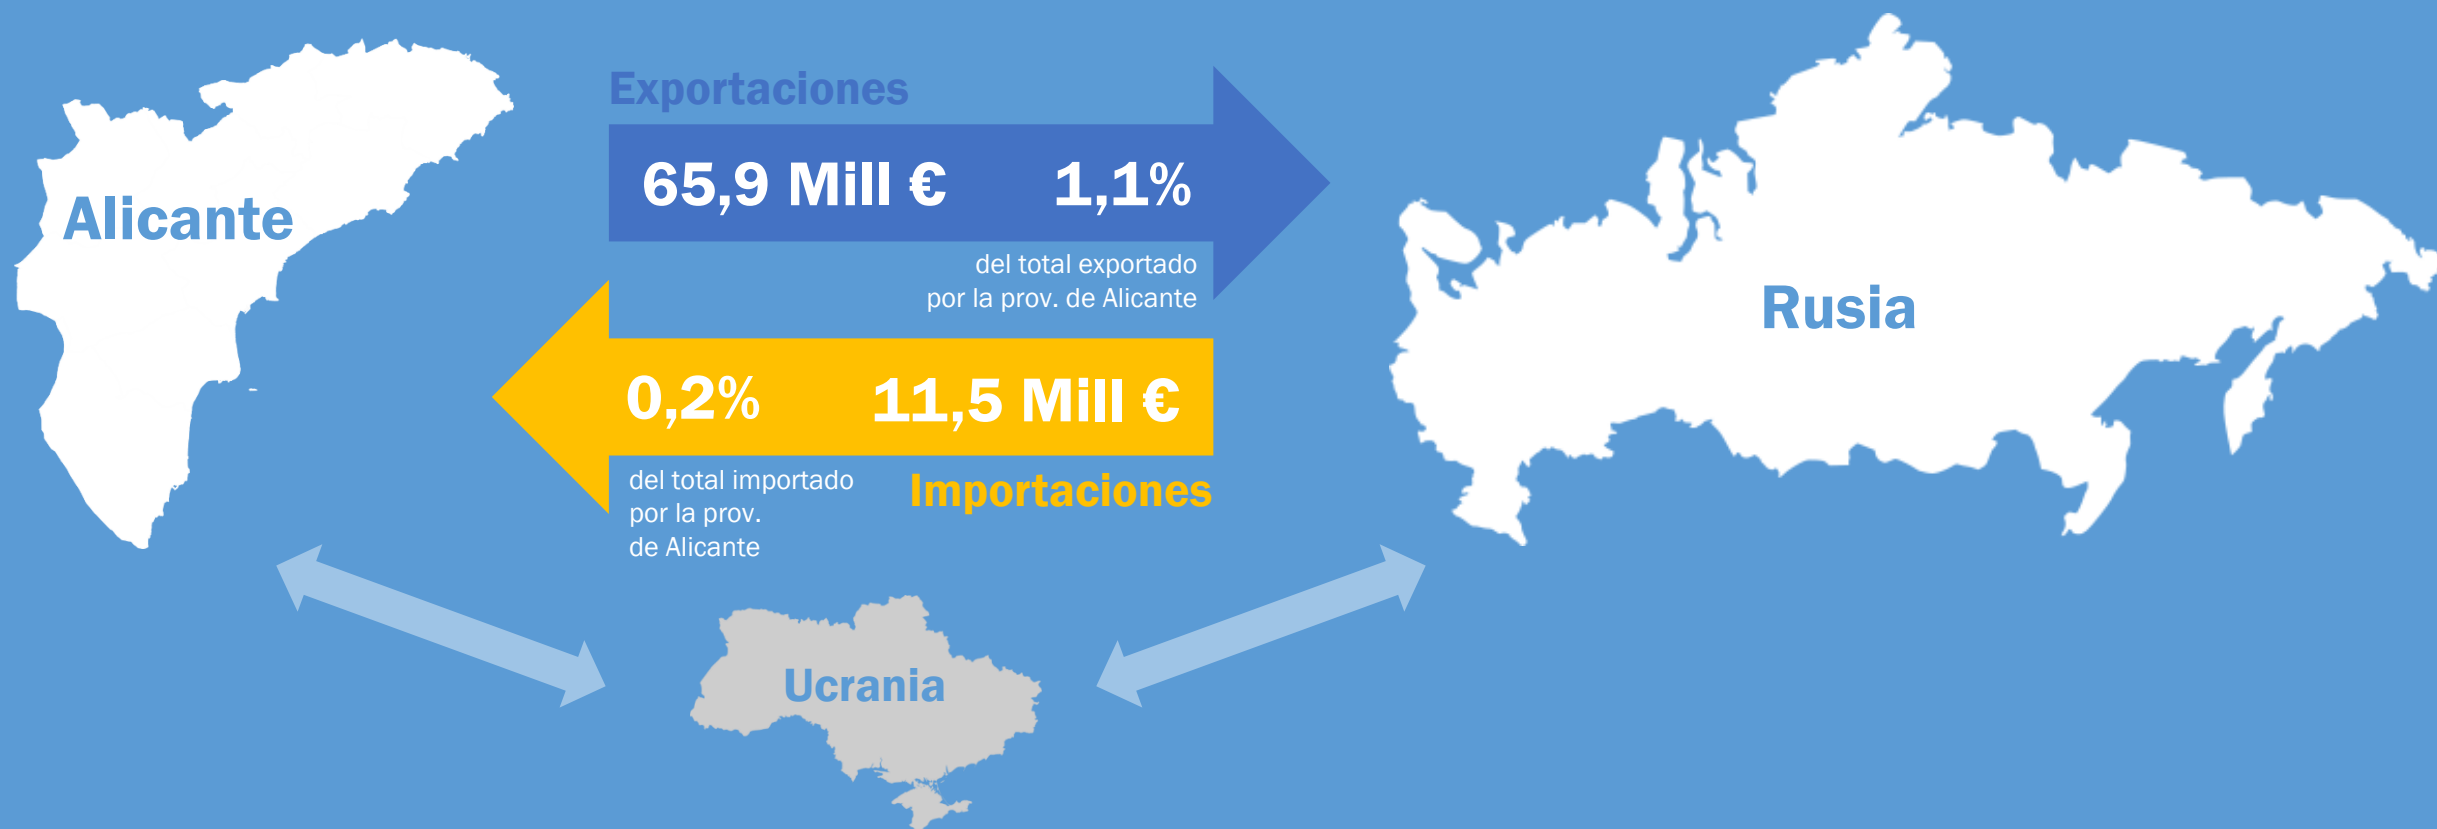 Exportaciones
65,9 Mill € 1,1%
del total exportado
por la prov. de Alicante
Alicante
Rusia
0,2% 11,5 Mill €
del total importado
por la prov.
de Alicante
Importaciones
Ucrania